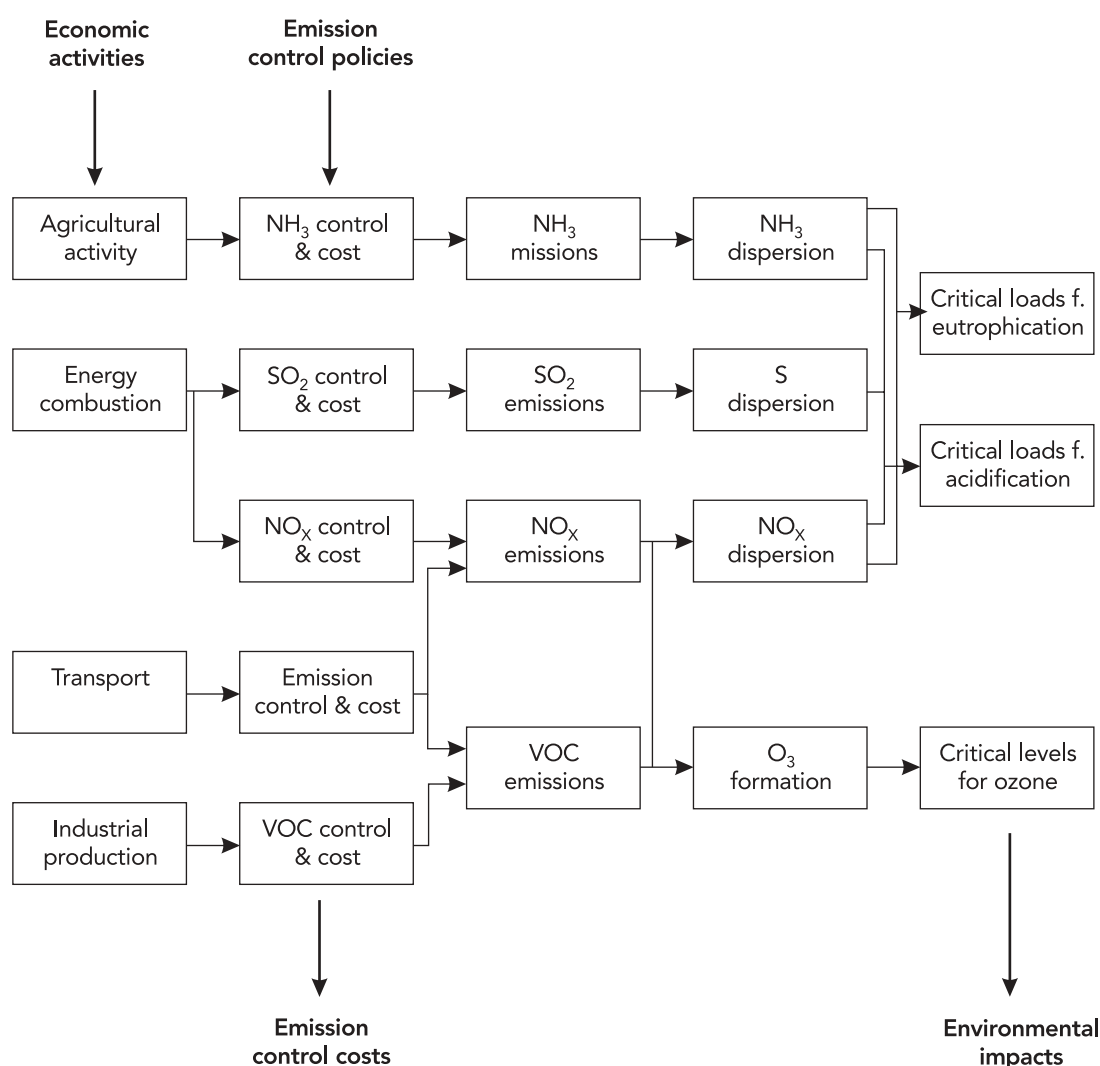 Economic
activities
Emission
control policies
Agricultural
activity
NH₃ control
& cost
NH₃
missions
NH₃
dispersion
Critical loads f.
eutrophication
Energy
combustion
SO₂ control
& cost
SO₂
emissions
S
dispersion
Critical loads f.
acidification
NOₓ control
& cost
NOₓ
emissions
NOₓ
dispersion
Transport
Emission
control & cost
VOC
emissions
O₃
formation
Critical levels
for ozone
Industrial
production
VOC control
& cost
Emission
control costs
Environmental
impacts